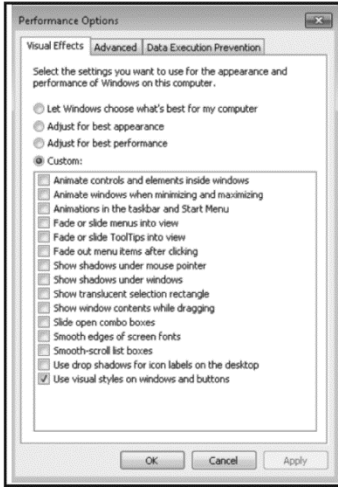 Performance Options
Visual Effects Advanced Data Execution Prevention
Select the settings you want to use for the appearance and
performance of Windows on this computer.
Let Windows choose what's best for my computer
Adjust for best appearance
Adjust for best performance
Custom:
Animate controls and elements inside windows
Animate windows when minimizing and maximizing
Animations in the taskbar and Start Menu
Fade or slide menus into view
Fade or slide ToolTips into view
Fade out menu items after clicking
Show shadows under mouse pointer
Show shadows under windows
Show translucent selection rectangle
Show window contents while dragging
Slide open combo boxes
Smooth edges of screen fonts
Smooth-scroll list boxes
Use drop shadows for icon labels on the desktop
Use visual styles on windows and buttons
OK Cancel Apply